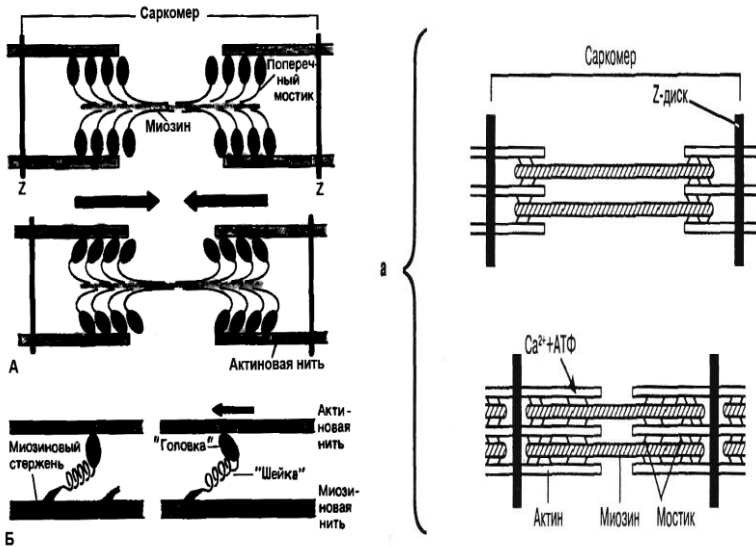 Саркомер
Попереч-
ный
мостик
Миозин
Z
Z
Актиновая нить
А
Акти-
новая
нить
"Головка"
Миозиновый
стержень
"Шейка"
Миози-
новая
нить
Б
а
Саркомер
Z-диск
Ca²⁺+АТФ
Актин
Миозин
Мостик